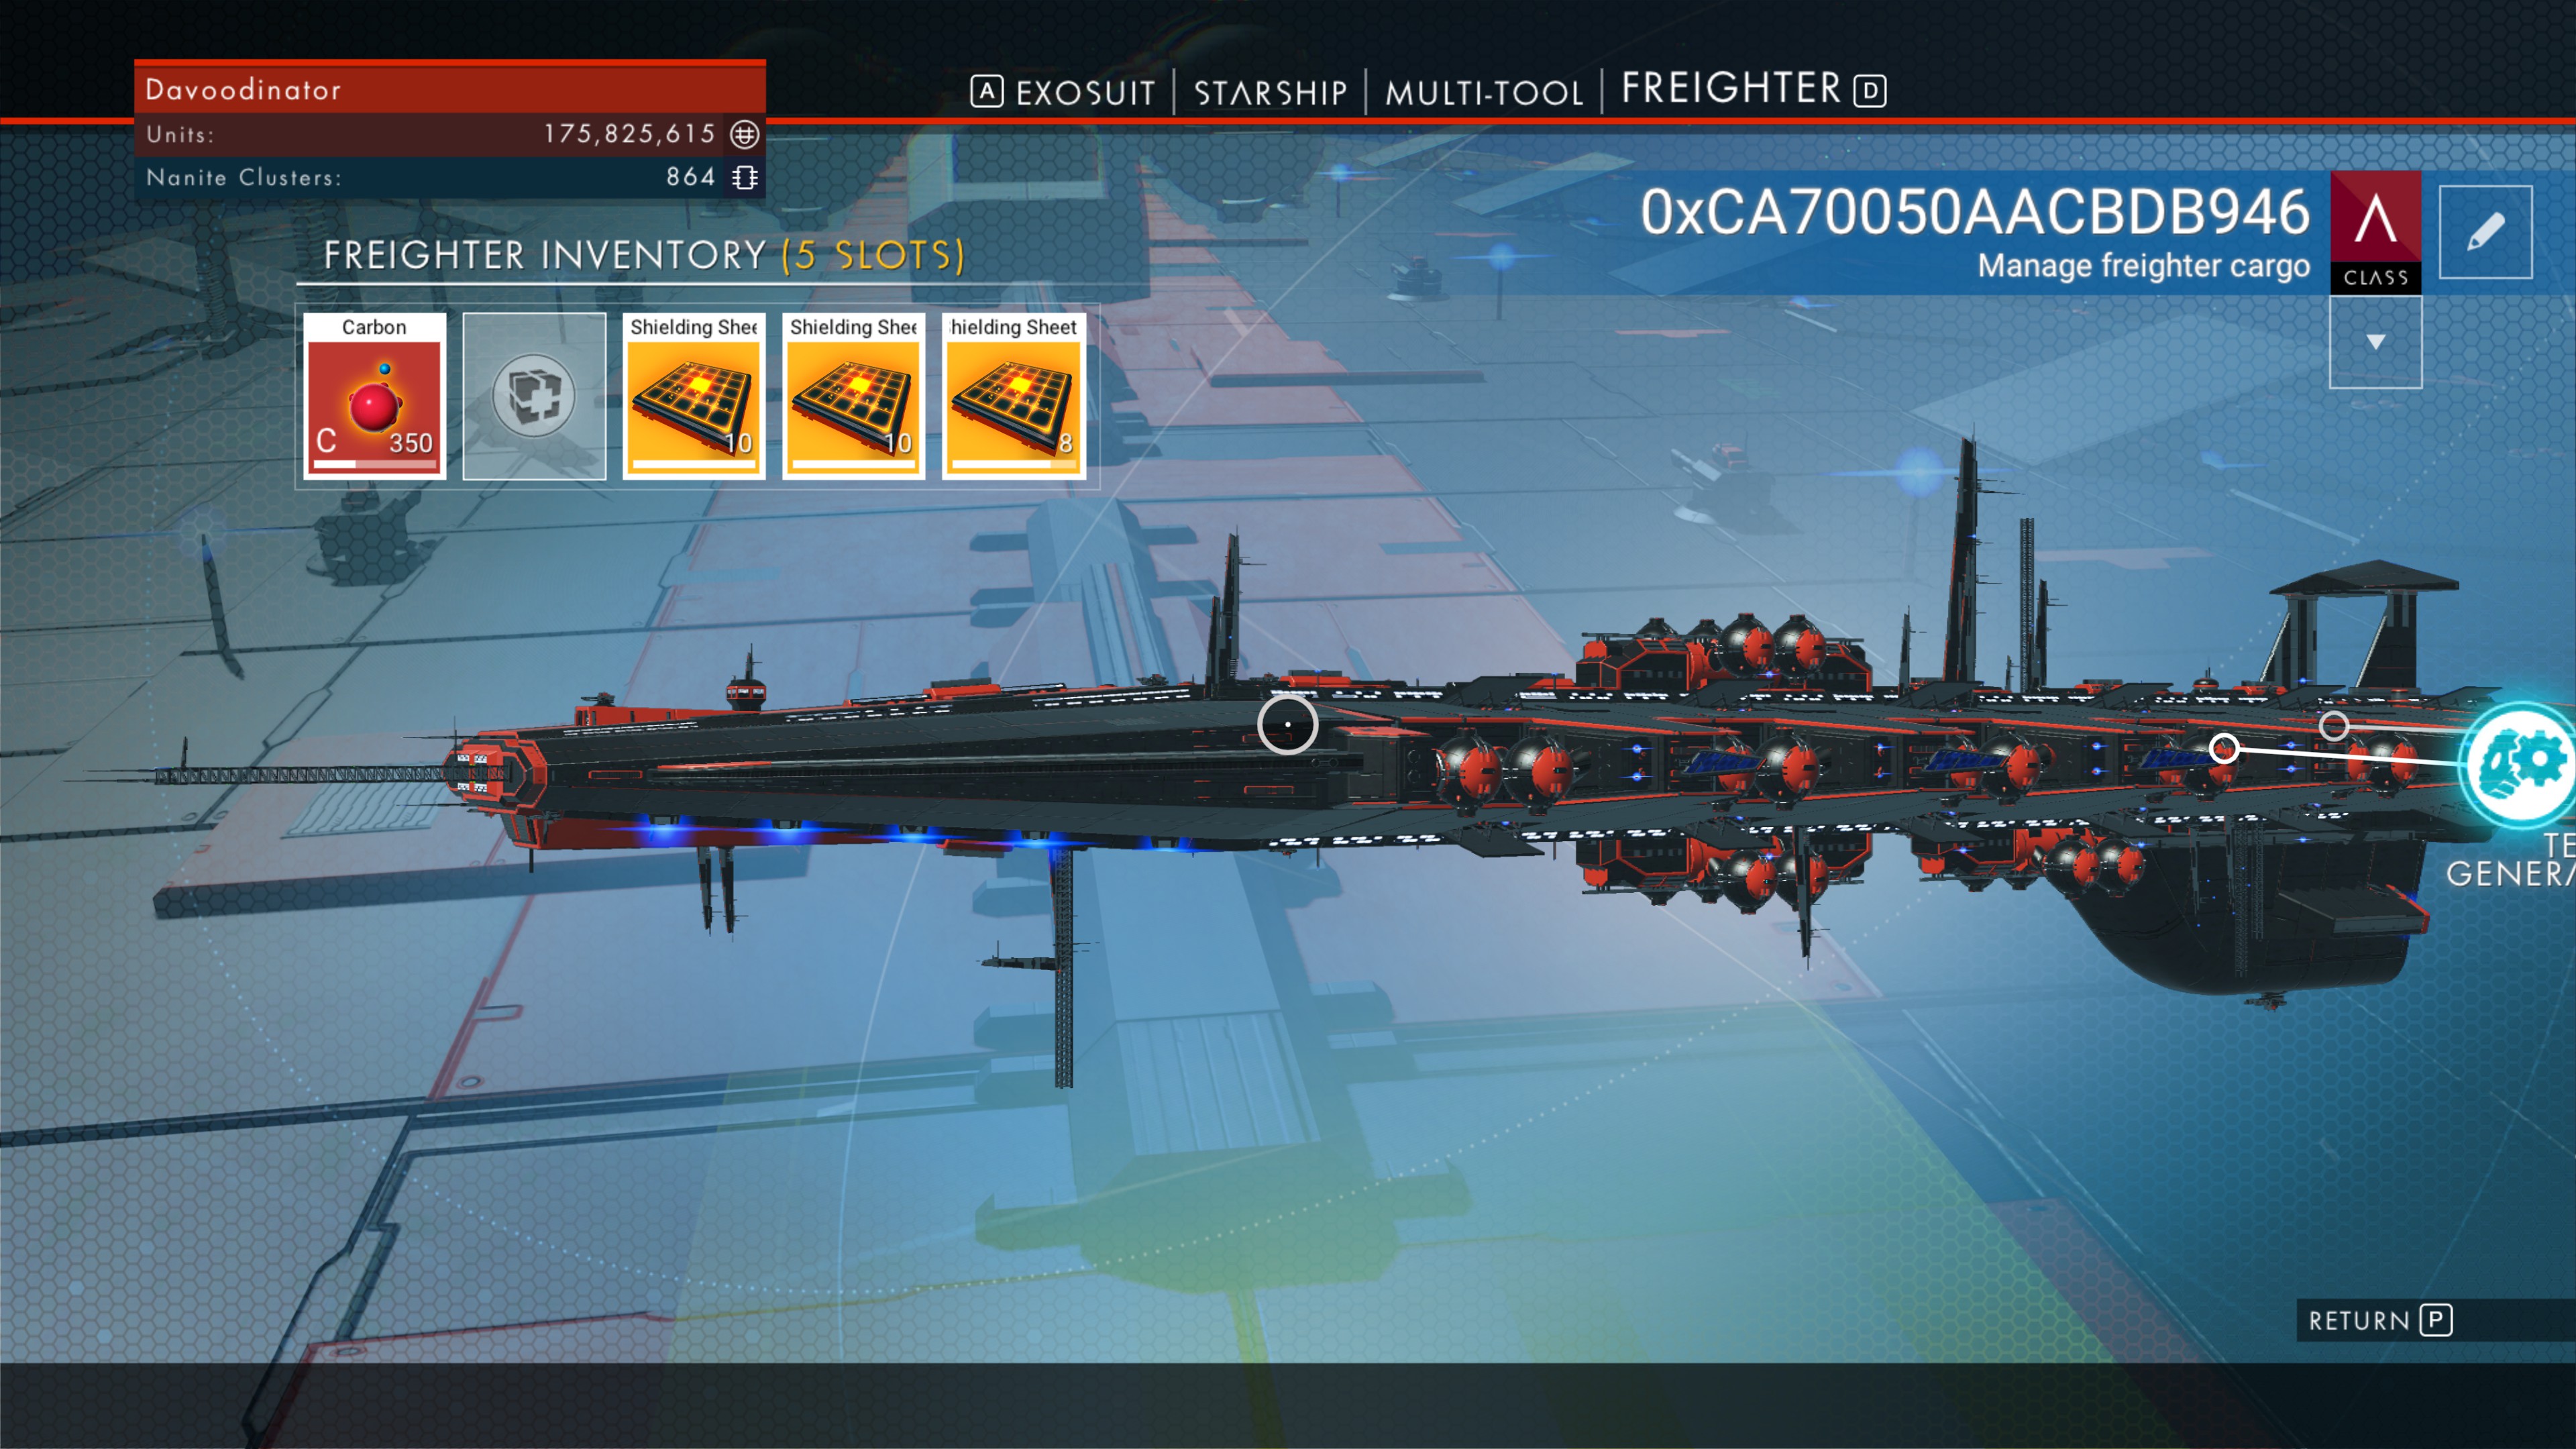 Davoodinator
Units: 175,825,615
Nanite Clusters: 864
A EXOSUIT STARSHIP MULTI-TOOL FREIGHTER D
0xCA70050AACBDB946
Manage freighter cargo
CLASS
FREIGHTER INVENTORY (5 SLOTS)
Carbon
C 350
Shielding Shee
10
Shielding Shee
10
hielding Sheet
8
TE
GENERA
RETURN P